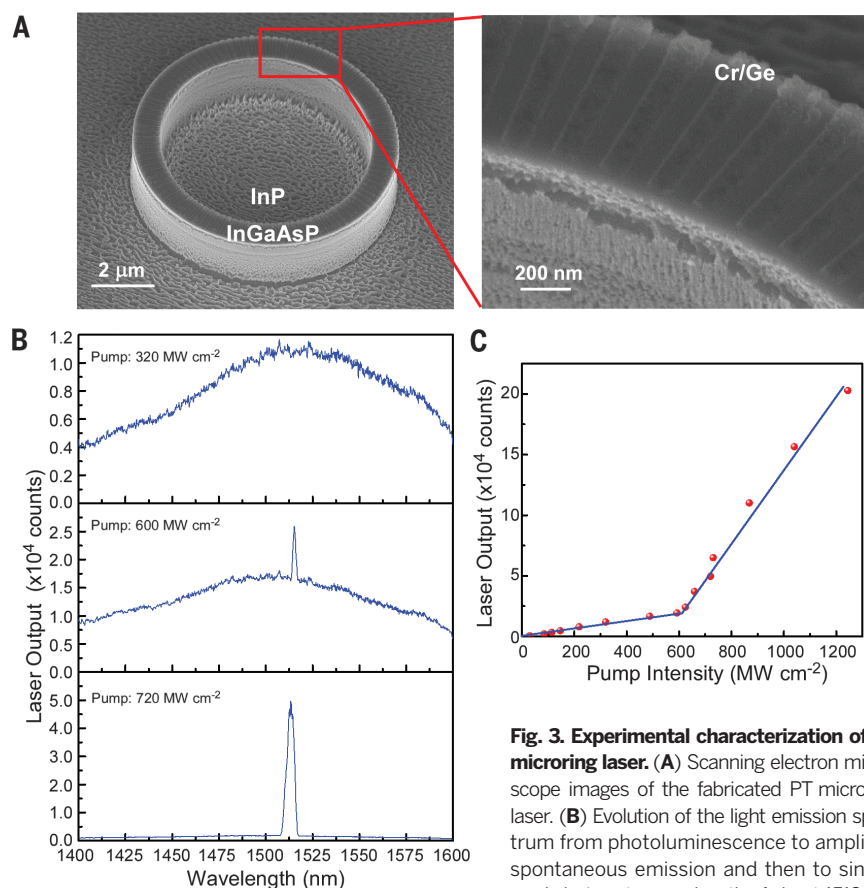 A
InP
InGaAsP
2 μm
Cr/Ge
200 nm
B
Pump: 320 MW cm-2
1.2
1.0
0.8
0.6
0.4
0.2
0.0
Pump: 600 MW cm-2
2.5
2.0
1.5
1.0
0.5
0.0
Pump: 720 MW cm-2
5.0
4.0
3.0
2.0
1.0
0.0
Laser Output (x10⁴ counts)
1400 1425 1450 1475 1500 1525 1550 1575 1600
Wavelength (nm)
C
20
15
10
5
0
Laser Output (x10⁴ counts)
0 200 400 600 800 1000 1200
Pump Intensity (MW cm-2)
Fig. 3. Experimental characterization of
microring laser. (A) Scanning electron mi
scope images of the fabricated PT micro
laser. (B) Evolution of the light emission sp
trum from photoluminescence to ampli
spontaneous emission and then to sin